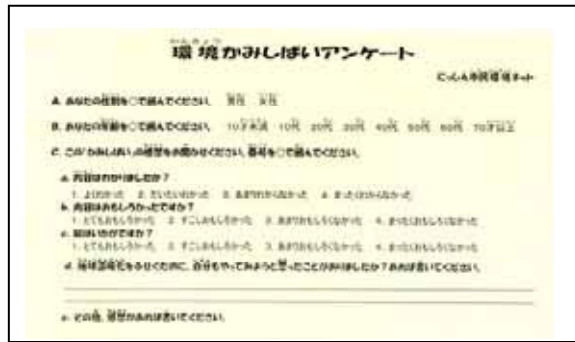 環境かみしばいアンケート
にっしん市民環境ネット
A. あなたの性別を○で囲んでください。 男性 女性
B. あなたの年齢を○で囲んでください。 10才未満 10代 20代 30代 40代 50代 60代 70才以上
C. この「かみしばい」の感想をお聞かせください。番号を○で囲んでください。
a. 内容はわかりましたか?
1. よくわかった 2. だいたいわかった 3. あまりわからなかった 4. まったくわからなかった
b. 内容はおもしろかったですか?
1. とてもおもしろかった 2. すこしおもしろかった 3. あまりおもしろくなかった 4. まったくおもしろくなかった
c. 絵はいかがですか?
1. とてもおもしろかった 2. すこしおもしろかった 3. あまりおもしろくなかった 4. まったくおもしろくなかった
d. 地球温暖化をふせぐために、自分もやってみようと思ったことがありましたか?あれば書いてください。
e. その他、感想があれば書いてください。